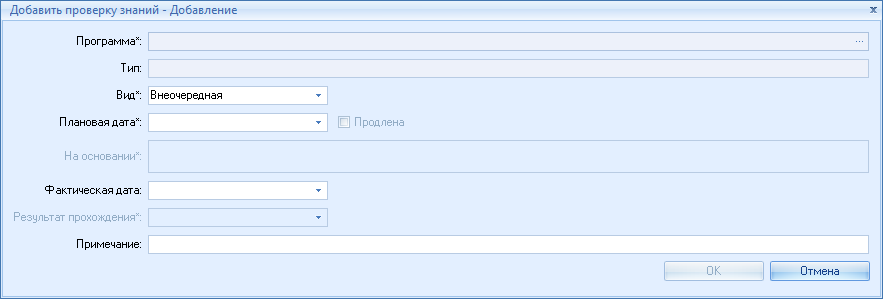 Добавить проверку знаний - Добавление x
Программа*: ...
Тип:
Вид*: Внеочередная
Плановая дата*: Продлена
На основании*:
Фактическая дата:
Результат прохождения*:
Примечание:
OK Отмена